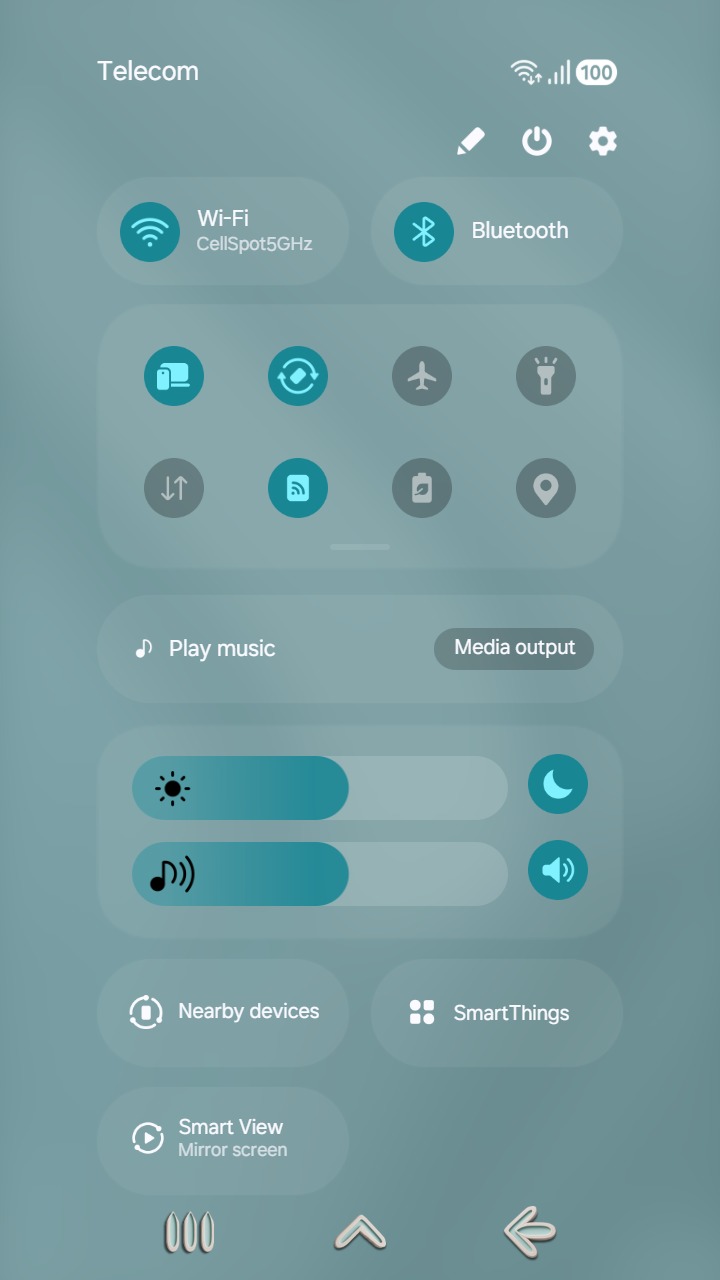 Telecom
100
Wi-Fi
CellSpot5GHz
Bluetooth
Play music
Media output
Nearby devices
SmartThings
Smart View
Mirror screen